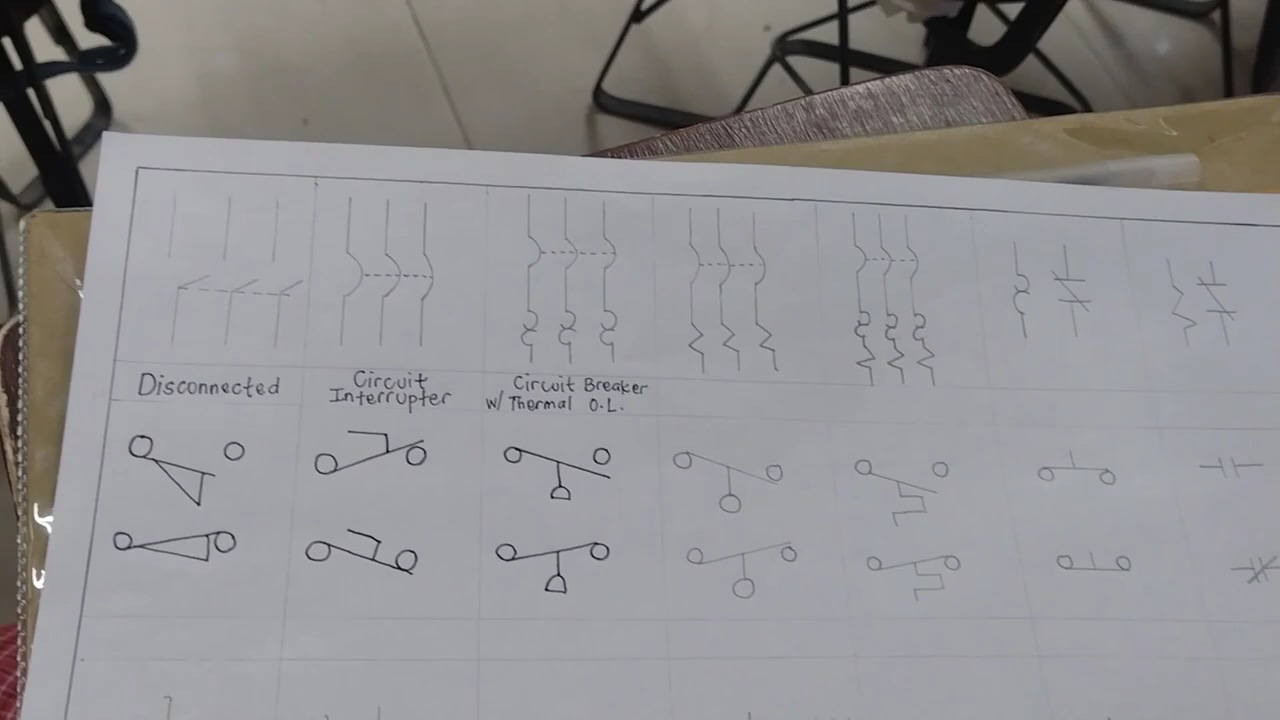 Disconnected
Circuit
Interrupter
Circuit Breaker
w/ Thermal O.L.